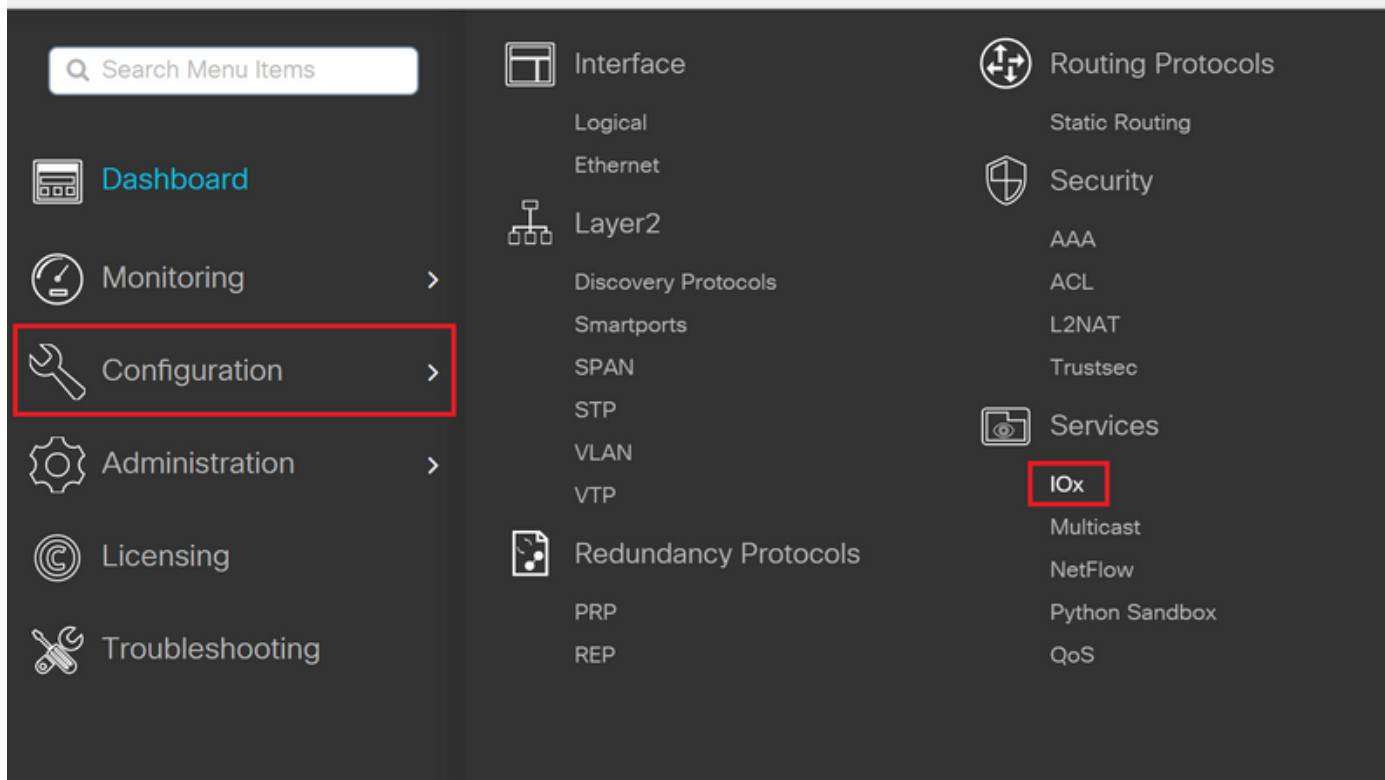 Search Menu Items
Dashboard
Monitoring
Configuration
Administration
Licensing
Troubleshooting
Interface
Logical
Ethernet
Layer2
Discovery Protocols
Smartports
SPAN
STP
VLAN
VTP
Redundancy Protocols
PRP
REP
Routing Protocols
Static Routing
Security
AAA
ACL
L2NAT
Trustsec
Services
IOx
Multicast
NetFlow
Python Sandbox
QoS